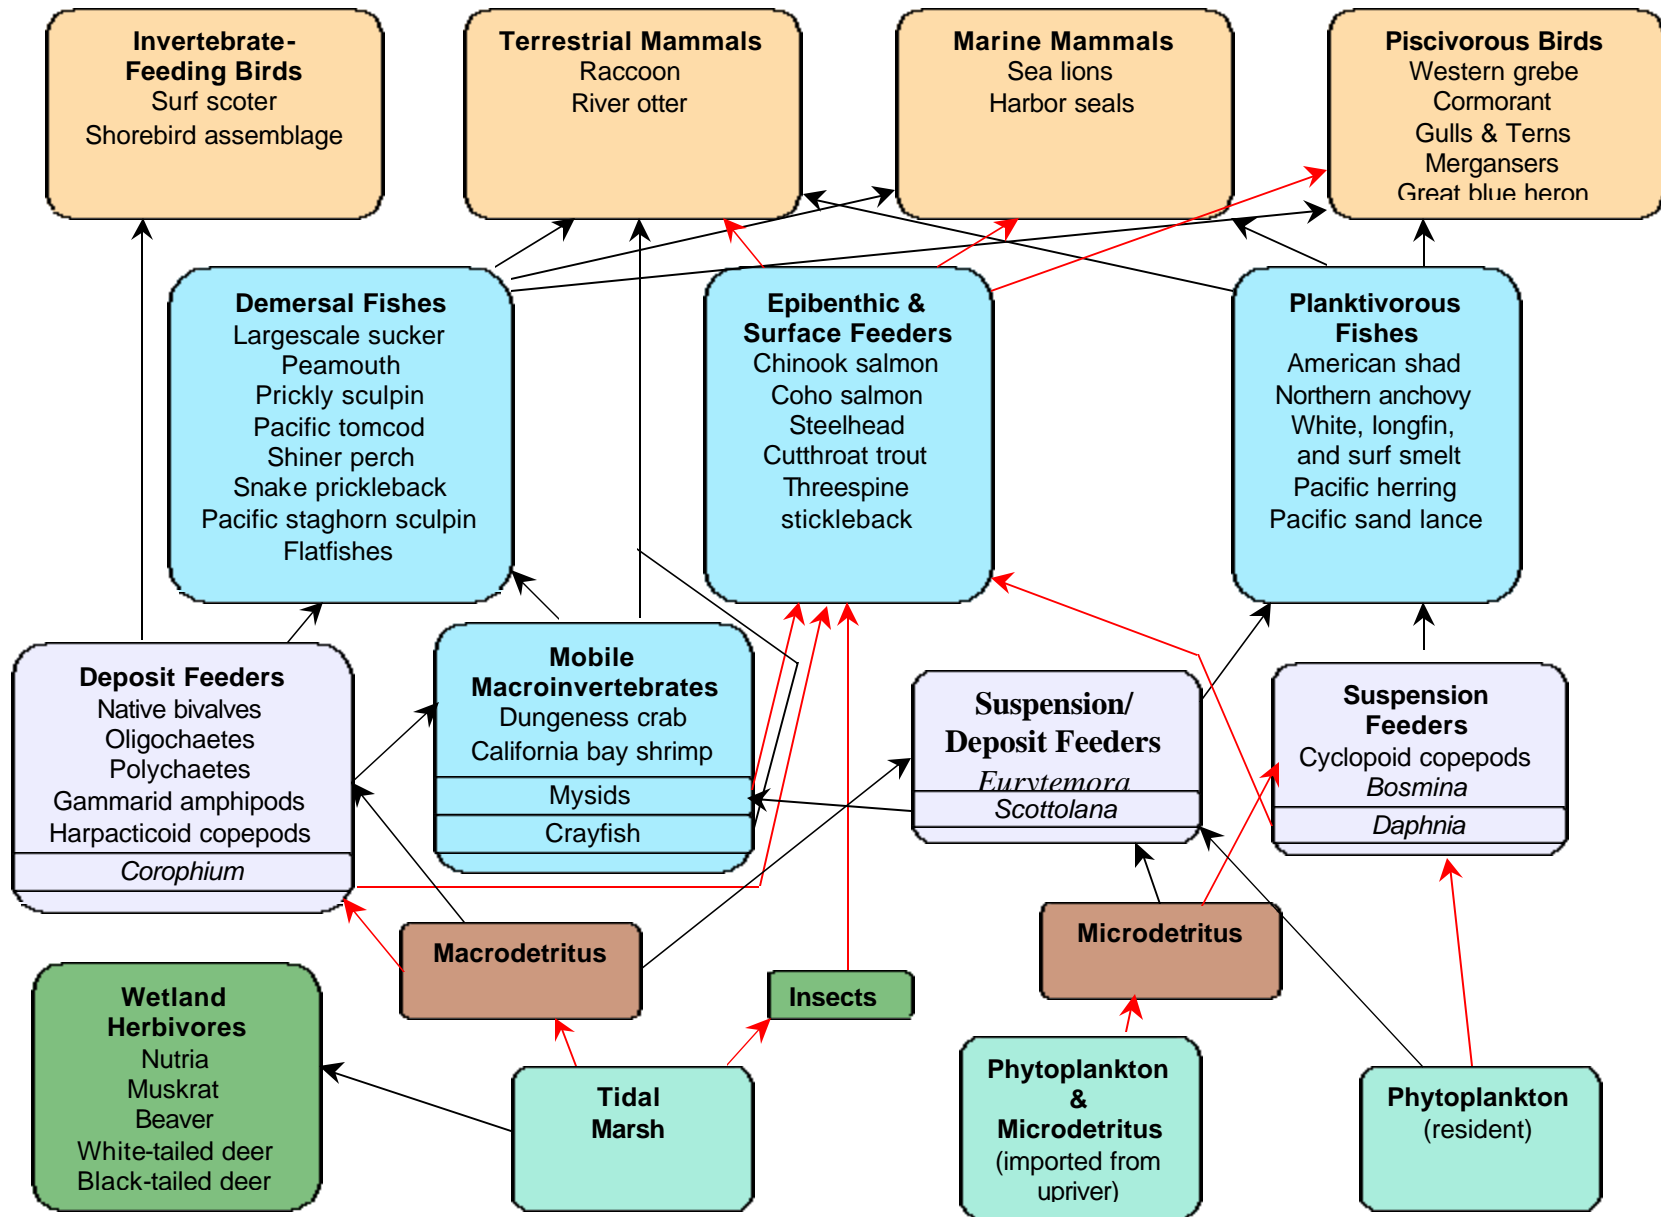 Invertebrate-
Feeding Birds
Surf scoter
Shorebird assemblage
Terrestrial Mammals
Raccoon
River otter
Marine Mammals
Sea lions
Harbor seals
Piscivorous Birds
Western grebe
Cormorant
Gulls & Terns
Mergansers
Great blue heron
Demersal Fishes
Largescale sucker
Peamouth
Prickly sculpin
Pacific tomcod
Shiner perch
Snake prickleback
Pacific staghorn sculpin
Flatfishes
Epibenthic &
Surface Feeders
Chinook salmon
Coho salmon
Steelhead
Cutthroat trout
Threespine
stickleback
Planktivorous
Fishes
American shad
Northern anchovy
White, longfin,
and surf smelt
Pacific herring
Pacific sand lance
Deposit Feeders
Native bivalves
Oligochaetes
Polychaetes
Gammarid amphipods
Harpacticoid copepods
Corophium
Mobile
Macroinvertebrates
Dungeness crab
California bay shrimp
Mysids
Crayfish
Suspension/
Deposit Feeders
Eurytemora
Scottolana
Suspension
Feeders
Cyclopoid copepods
Bosmina
Daphnia
Macrodetritus
Insects
Microdetritus
Wetland
Herbivores
Nutria
Muskrat
Beaver
White-tailed deer
Black-tailed deer
Tidal
Marsh
Phytoplankton
&
Microdetritus
(imported from
upriver)
Phytoplankton
(resident)